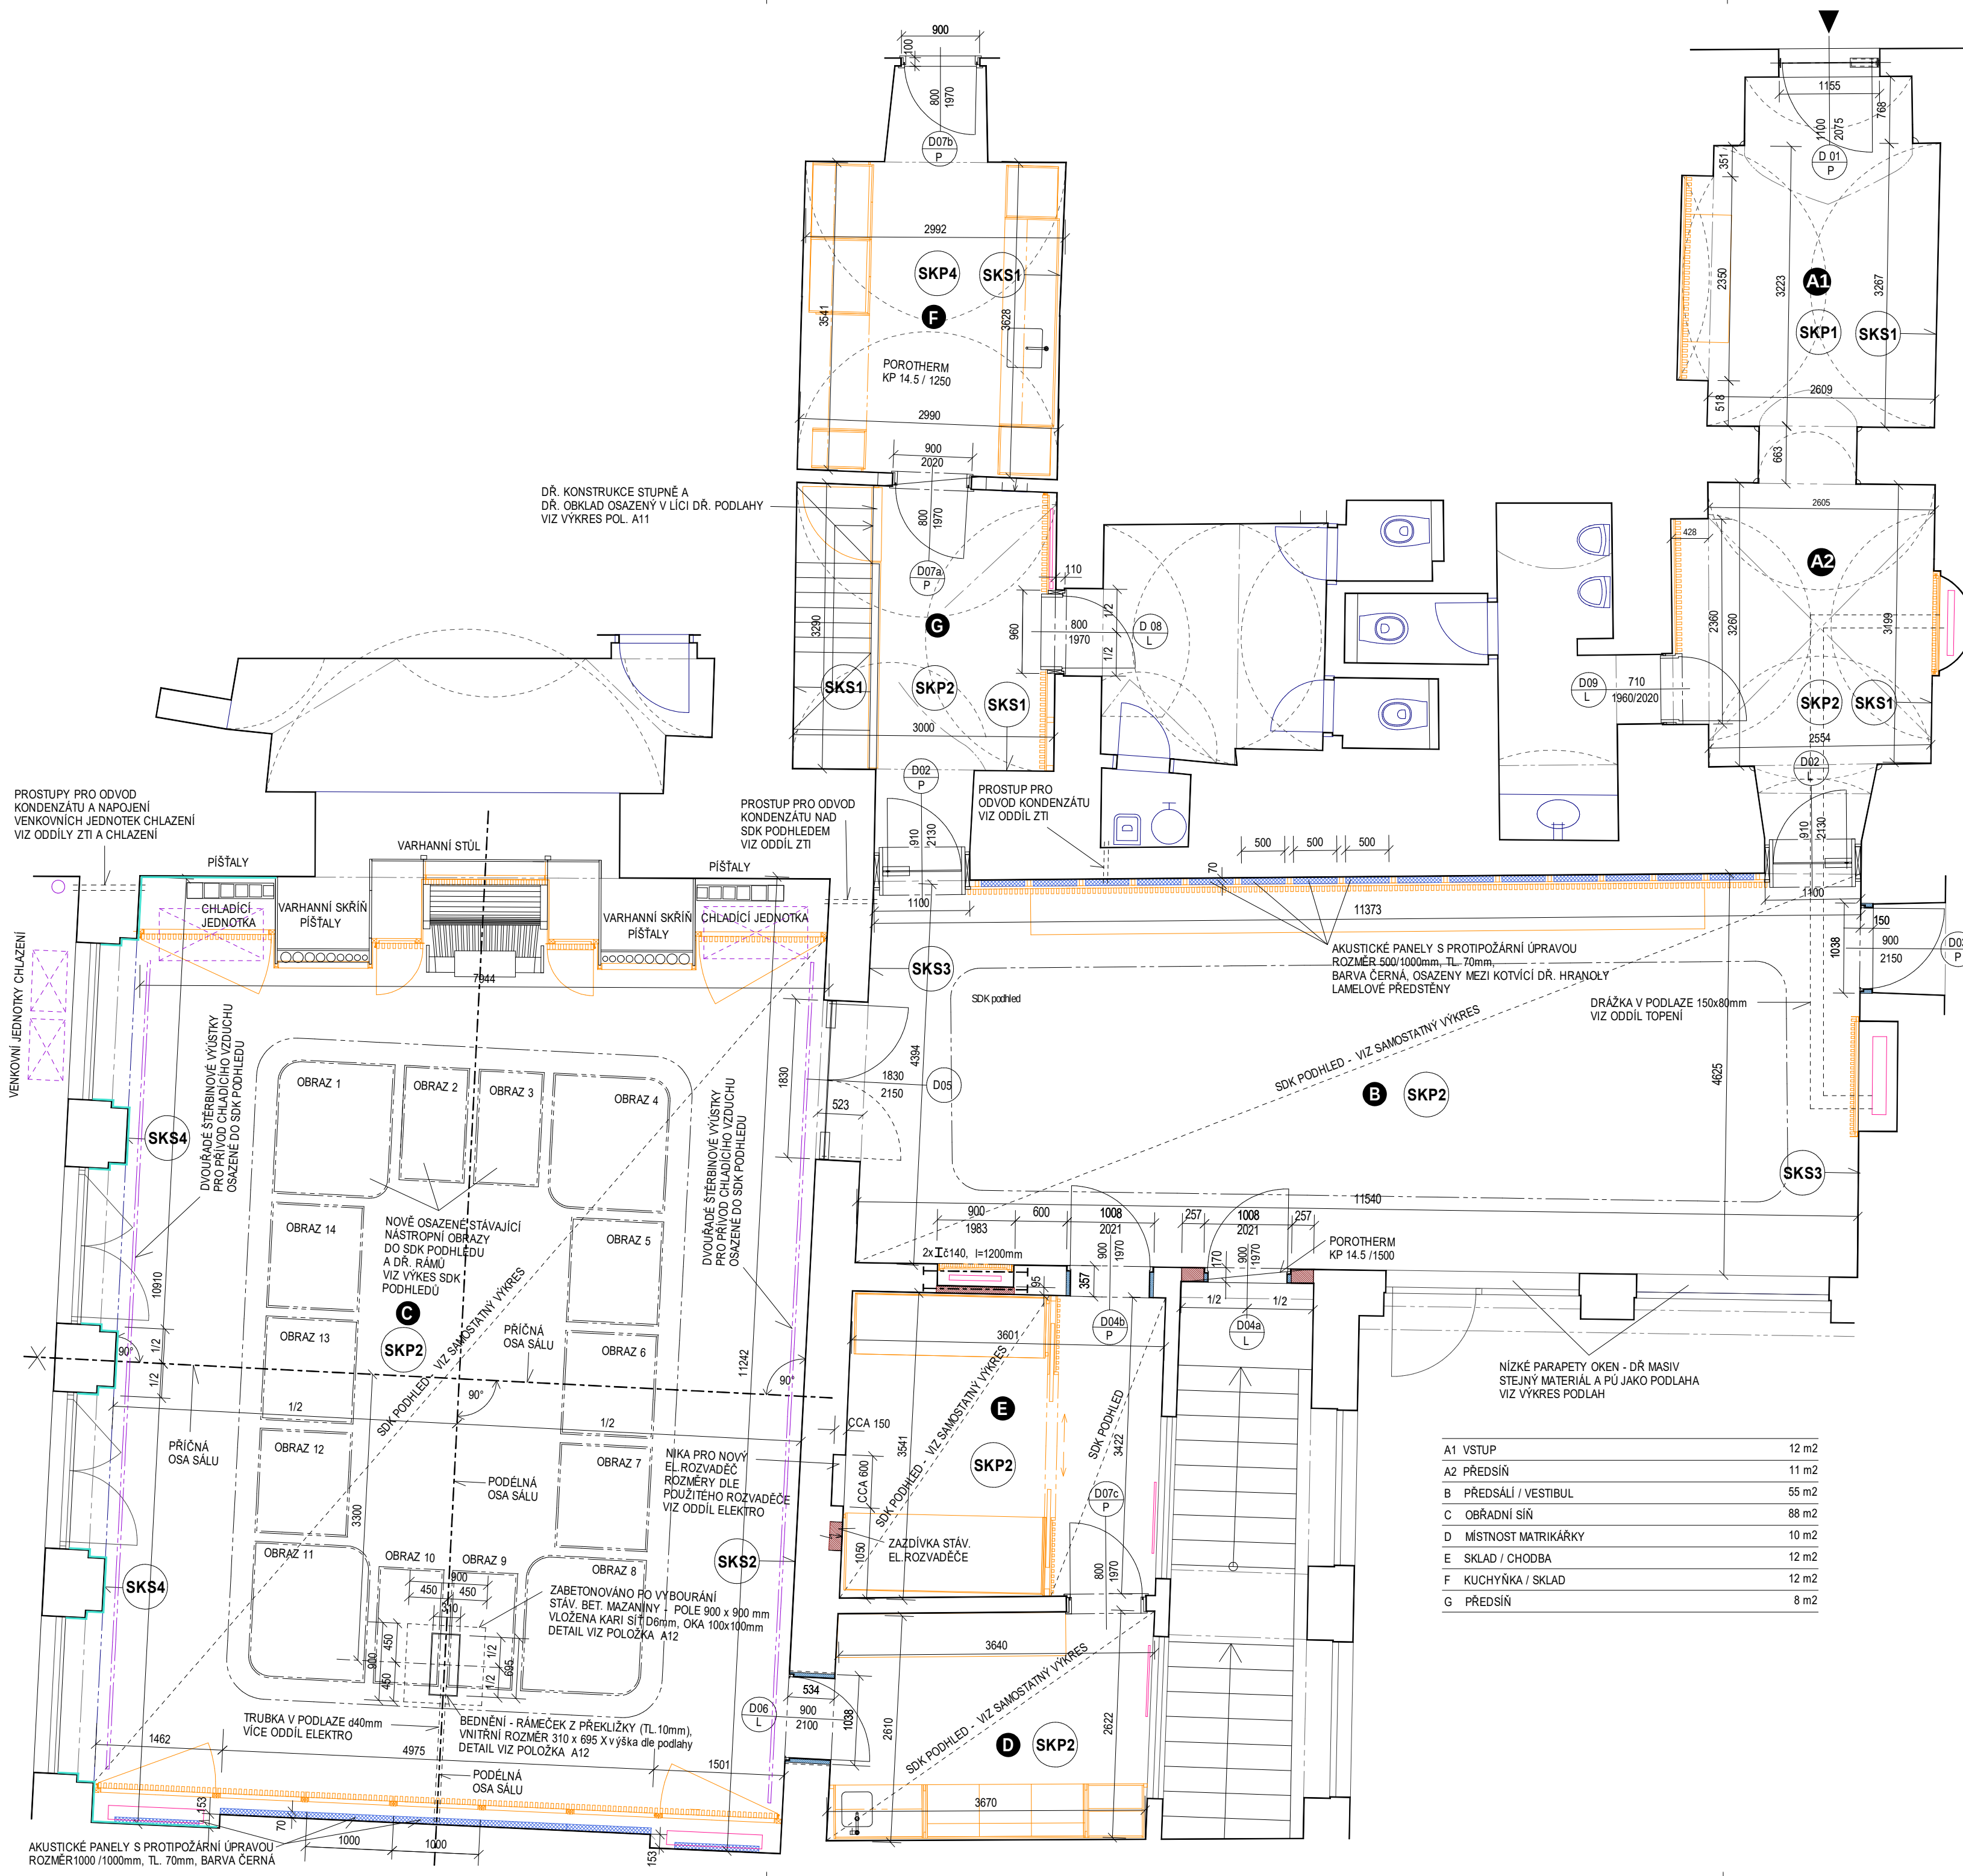 900
100
800
1970
D07b
P
2992
SKP4
SKS1
F
3541
3628
POROTHERM
KP 14.5 / 1250
2990
900
2020
1155
768
1100
2075
D 01
P
351
2350
3223
3267
A1
SKP1
SKS1
2609
518
663
DŘ. KONSTRUKCE STUPNĚ A
DŘ. OBKLAD OSAZENÝ V LÍCI DŘ. PODLAHY
VIZ VÝKRES POL. A11
800
1970
D07a
P
110
G
3290
960
800
1970
1/2
1/2
D 08
L
SKS1
SKP2
SKS1
3000
D02
P
910
2130
2605
428
A2
2360
3260
3499
D09
L
710
1960/2020
SKP2
SKS1
2554
D02
L
910
2130
PROSTUPY PRO ODVOD
KONDENZÁTU A NAPOJENÍ
VENKOVNÍCH JEDNOTEK CHLAZENÍ
VIZ ODDÍLY ZTI A CHLAZENÍ
PÍŠŤALY
VARHANNÍ STŮL
PÍŠŤALY
PROSTUP PRO ODVOD
KONDENZÁTU NAD
SDK PODHLEDEM
VIZ ODDÍL ZTI
PROSTUP PRO
ODVOD KONDENZÁTU
VIZ ODDÍL ZTI
500
500
500
70
CHLADÍCÍ
JEDNOTKA
VARHANNÍ SKŘÍŇ
PÍŠŤALY
VARHANNÍ SKŘÍŇ
PÍŠŤALY
CHLADÍCÍ JEDNOTKA
7944
1100
11373
1100
150
1038
900
2150
P
VENKOVNÍ JEDNOTKY CHLAZENÍ
DVOUŘADÉ ŠTĚRBINOVÉ VÝÚSTKY
PRO PŘÍVOD CHLADÍCÍHO VZDUCHU
OSAZENÉ DO SDK PODHLEDU
SKS3
SDK podhled
AKUSTICKÉ PANELY S PROTIPOŽÁRNÍ ÚPRAVOU
ROZMĚR 500/1000mm, TL. 70mm,
BARVA ČERNÁ, OSAZENY MEZI KOTVÍCÍ DŘ. HRANOLY
LAMELOVÉ PŘEDSTĚNY
DRÁŽKA V PODLAZE 150x80mm
VIZ ODDÍL TOPENÍ
SDK PODHLED - VIZ SAMOSTATNÝ VÝKRES
4394
4625
1830
1830
2150
D05
523
B
SKP2
SKS3
11540
OBRAZ 1
OBRAZ 2
OBRAZ 3
OBRAZ 4
DVOUŘADÉ ŠTĚRBINOVÉ VÝÚSTKY
PRO PŘÍVOD CHLADÍCÍHO VZDUCHU
OSAZENÉ DO SDK PODHLEDU
SKS4
10910
OBRAZ 14
NOVĚ OSAZENÉ STÁVAJÍCÍ
NÁSTROPNÍ OBRAZY
DO SDK PODHLEDU
A DŘ. RÁMŮ
VIZ VÝKES SDK
PODHLEDŮ
OBRAZ 5
C
SKP2
SDK PODHLED- VIZ SAMOSTATNÝ VÝKRES
OBRAZ 13
PŘÍČNÁ
OSA SÁLU
OBRAZ 6
11242
90°
90°
90°
1/2
1/2
1/2
1/2
PŘÍČNÁ
OSA SÁLU
OBRAZ 12
OBRAZ 7
PODÉLNÁ
OSA SÁLU
3300
NIKA PRO NOVÝ
EL.ROZVADĚČ
ROZMĚRY DLE
POUŽITÉHO ROZVADĚČE
VIZ ODDÍL ELEKTRO
900
1983
600
1008
2021
257
1008
2021
257
2x I č140, l=1200mm
95
357
900
1970
170
900
1970
POROTHERM
KP 14.5 /1500
1/2
1/2
D04b
P
D04a
L
3601
CCA 150
3541
CCA 600
E
SKP2
SDK PODHLED - VIZ SAMOSTATNÝ VÝKRES
SDK PODHLED
3422
D07c
P
1050
ZAZDÍVKA STÁV.
EL.ROZVADĚČE
800
1970
NÍZKÉ PARAPETY OKEN - DŘ MASIV
STEJNÝ MATERIÁL A PÚ JAKO PODLAHA
VIZ VÝKRES PODLAH
A1 VSTUP 12 m2
A2 PŘEDSÍŇ 11 m2
B PŘEDSÁLÍ / VESTIBUL 55 m2
C OBŘADNÍ SÍŇ 88 m2
D MÍSTNOST MATRIKÁŘKY 10 m2
E SKLAD / CHODBA 12 m2
F KUCHYŇKA / SKLAD 12 m2
G PŘEDSÍŇ 8 m2
SKS4
OBRAZ 11
OBRAZ 10
OBRAZ 9
OBRAZ 8
SKS2
900
450
450
310
450
900
450
1/2
1/2
695
ZABETONOVÁNO PO VYBOURÁNÍ
STÁV. BET. MAZANINY - POLE 900 x 900 mm
VLOŽENA KARI SÍŤ D6mm, OKA 100x100mm
DETAIL VIZ POLOŽKA A12
TRUBKA V PODLAZE d40mm
VÍCE ODDÍL ELEKTRO
BEDNĚNÍ - RÁMEČEK Z PŘEKLIŽKY (TL.10mm),
VNITŘNÍ ROZMĚR 310 x 695 X výška dle podlahy
DETAIL VIZ POLOŽKA A12
PODÉLNÁ
OSA SÁLU
1462
4975
1501
534
D06
L
900
2100
1038
3640
2610
SDK PODHLED - VIZ SAMOSTATNÝ VÝKRES
D
SKP2
2622
3670
153
70
1000
1000
153
AKUSTICKÉ PANELY S PROTIPOŽÁRNÍ ÚPRAVOU
ROZMĚR1000 /1000mm, TL. 70mm, BARVA ČERNÁ